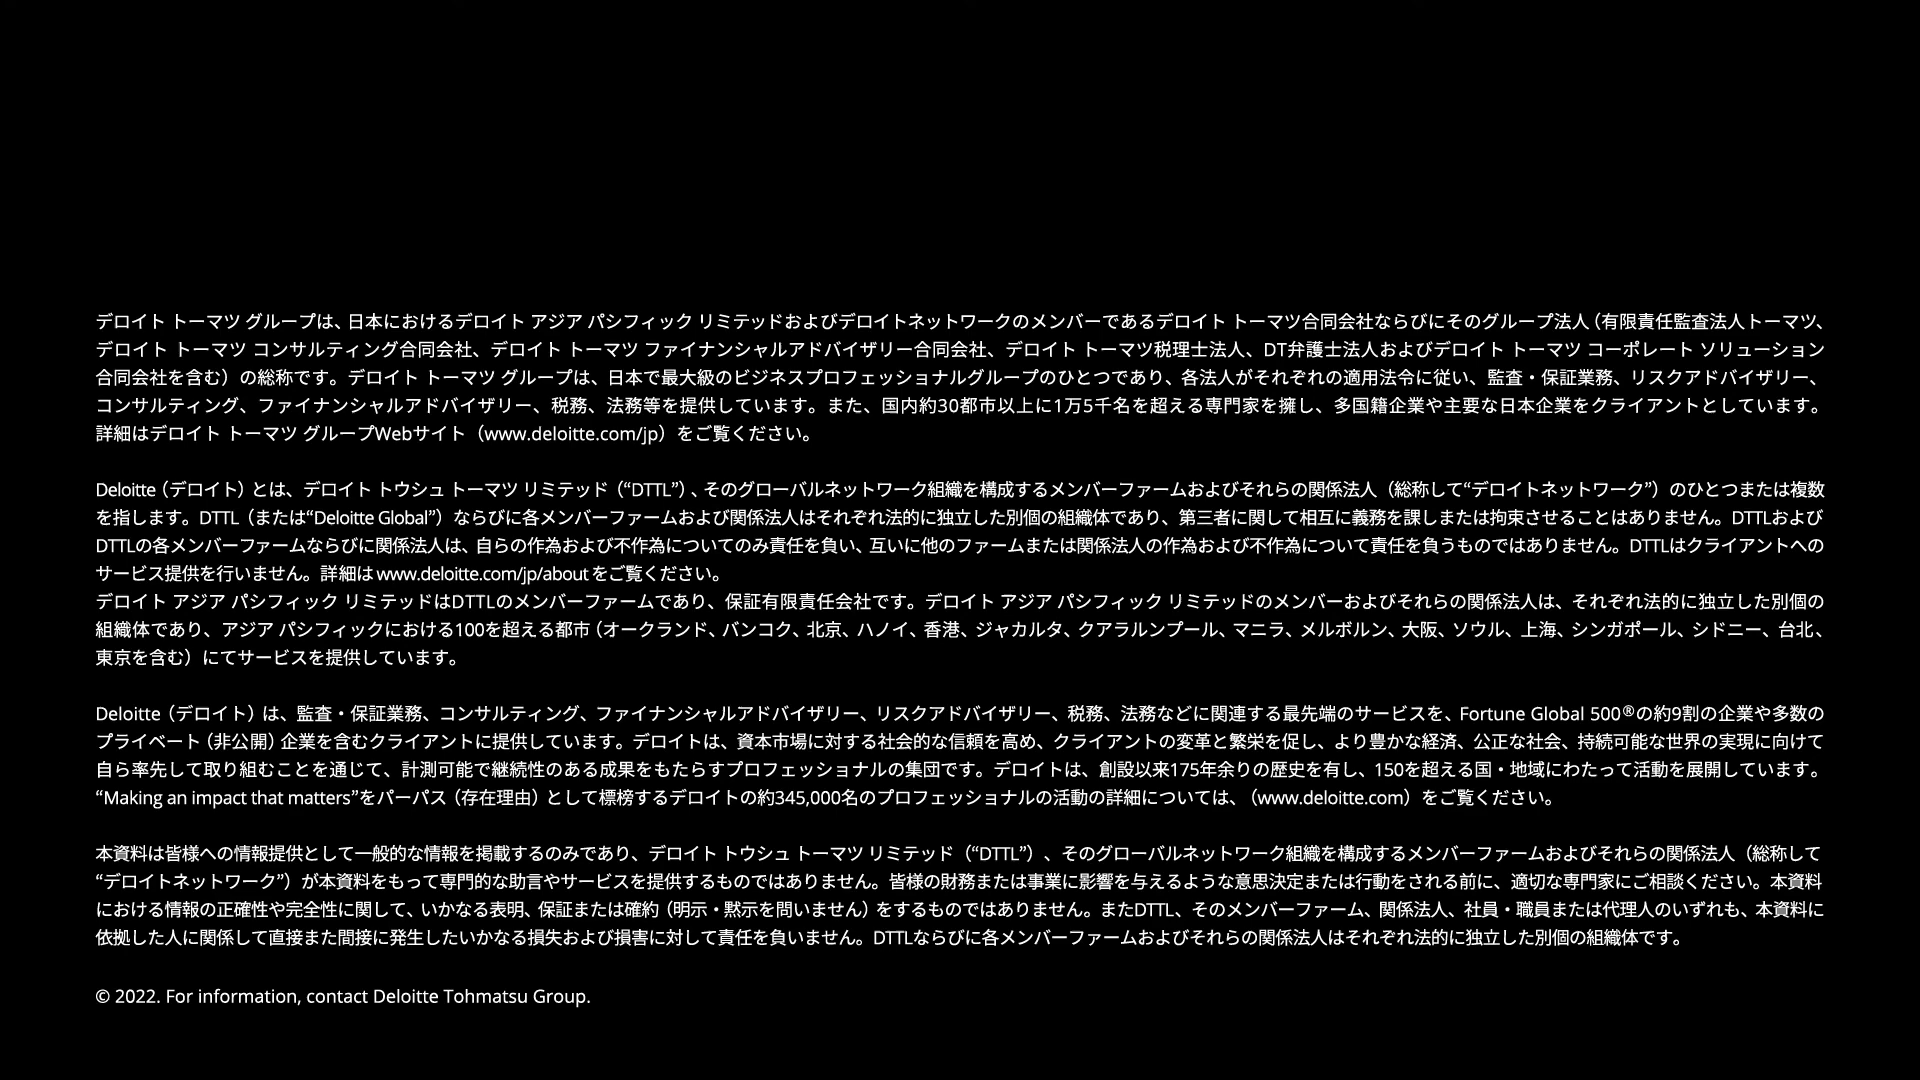 デロイト トーマツ グループは、日本におけるデロイト アジア パシフィック リミテッドおよびデロイトネットワークのメンバーであるデロイト トーマツ合同会社ならびにそのグループ法人（有限責任監査法人トーマツ、
デロイト トーマツ コンサルティング合同会社、デロイト トーマツ ファイナンシャルアドバイザリー合同会社、デロイト トーマツ税理士法人、DT弁護士法人およびデロイト トーマツ コーポレート ソリューション
合同会社を含む）の総称です。デロイト トーマツ グループは、日本で最大級のビジネスプロフェッショナルグループのひとつであり、各法人がそれぞれの適用法令に従い、監査・保証業務、リスクアドバイザリー、
コンサルティング、ファイナンシャルアドバイザリー、税務、法務等を提供しています。また、国内約30都市以上に1万5千名を超える専門家を擁し、多国籍企業や主要な日本企業をクライアントとしています。
詳細はデロイト トーマツ グループWebサイト（www.deloitte.com/jp）をご覧ください。
Deloitte（デロイト）とは、デロイト トウシュ トーマツ リミテッド（“DTTL”）、そのグローバルネットワーク組織を構成するメンバーファームおよびそれらの関係法人（総称して“デロイトネットワーク”）のひとつまたは複数
を指します。DTTL（または“Deloitte Global”）ならびに各メンバーファームおよび関係法人はそれぞれ法的に独立した別個の組織体であり、第三者に関して相互に義務を課しまたは拘束させることはありません。DTTLおよび
DTTLの各メンバーファームならびに関係法人は、自らの作為および不作為についてのみ責任を負い、互いに他のファームまたは関係法人の作為および不作為について責任を負うものではありません。DTTLはクライアントへの
サービス提供を行いません。詳細は www.deloitte.com/jp/about をご覧ください。
デロイト アジア パシフィック リミテッドはDTTLのメンバーファームであり、保証有限責任会社です。デロイト アジア パシフィック リミテッドのメンバーおよびそれらの関係法人は、それぞれ法的に独立した別個の
組織体であり、アジア パシフィックにおける100を超える都市（オークランド、バンコク、北京、ハノイ、香港、ジャカルタ、クアラルンプール、マニラ、メルボルン、大阪、ソウル、上海、シンガポール、シドニー、台北、
東京を含む）にてサービスを提供しています。
Deloitte（デロイト）は、監査・保証業務、コンサルティング、ファイナンシャルアドバイザリー、リスクアドバイザリー、税務、法務などに関連する最先端のサービスを、Fortune Global 500®の約9割の企業や多数の
プライベート（非公開）企業を含むクライアントに提供しています。デロイトは、資本市場に対する社会的な信頼を高め、クライアントの変革と繁栄を促し、より豊かな経済、公正な社会、持続可能な世界の実現に向けて
自ら率先して取り組むことを通じて、計測可能で継続性のある成果をもたらすプロフェッショナルの集団です。デロイトは、創設以来175年余りの歴史を有し、150を超える国・地域にわたって活動を展開しています。
“Making an impact that matters”をパーパス（存在理由）として標榜するデロイトの約345,000名のプロフェッショナルの活動の詳細については、（www.deloitte.com）をご覧ください。
本資料は皆様への情報提供として一般的な情報を掲載するのみであり、デロイト トウシュ トーマツ リミテッド（“DTTL”）、そのグローバルネットワーク組織を構成するメンバーファームおよびそれらの関係法人（総称して
“デロイトネットワーク”）が本資料をもって専門的な助言やサービスを提供するものではありません。皆様の財務または事業に影響を与えるような意思決定または行動をされる前に、適切な専門家にご相談ください。本資料
における情報の正確性や完全性に関して、いかなる表明、保証または確約（明示・黙示を問いません）をするものではありません。またDTTL、そのメンバーファーム、関係法人、社員・職員または代理人のいずれも、本資料に
依拠した人に関係して直接また間接に発生したいかなる損失および損害に対して責任を負いません。DTTLならびに各メンバーファームおよびそれらの関係法人はそれぞれ法的に独立した別個の組織体です。
© 2022. For information, contact Deloitte Tohmatsu Group.